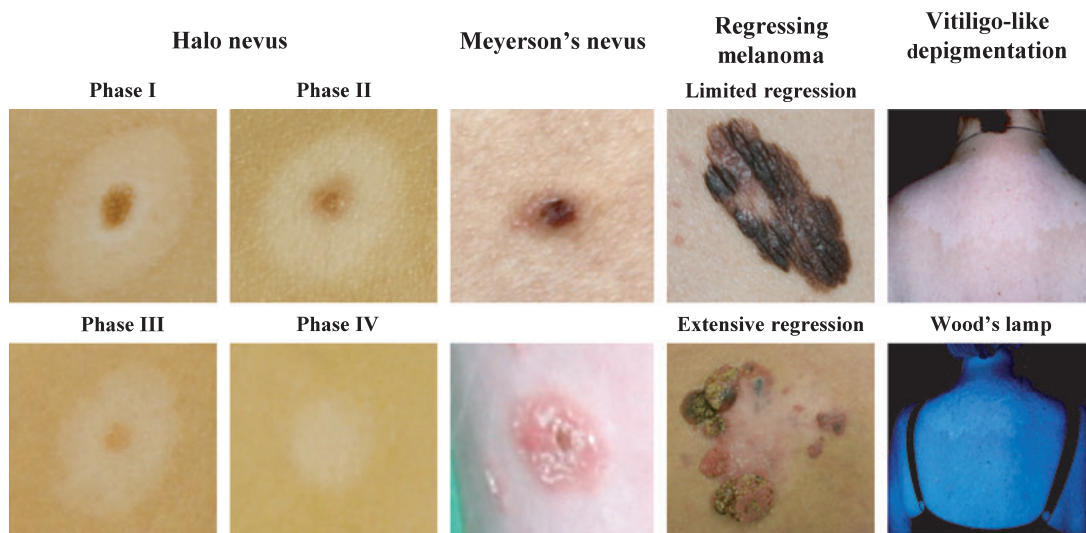 Halo nevus
Meyerson's nevus
Regressing
melanoma
Vitiligo-like
depigmentation
Phase I
Phase II
Limited regression
Phase III
Phase IV
Extensive regression
Wood's lamp